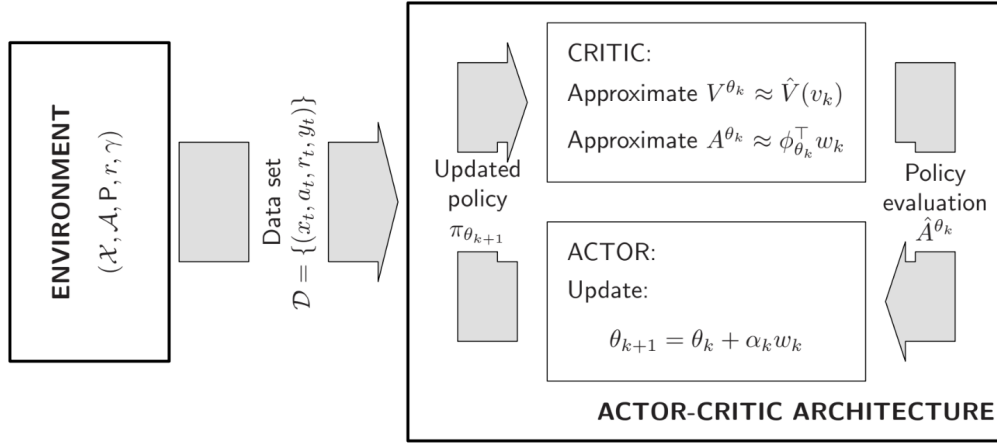 ENVIRONMENT
(𝒳, 𝒜, P, r, γ)
Data set
𝒟 = {(x_t, a_t, r_t, y_t)}
CRITIC:
Approximate V^{θ_k} ≈ V̂(v_k)
Approximate A^{θ_k} ≈ ϕ_{θ_k}^⊤ w_k
Updated
policy
π_{θ_{k+1}}
Policy
evaluation
Â^{θ_k}
ACTOR:
Update:
θ_{k+1} = θ_k + α_k w_k
ACTOR-CRITIC ARCHITECTURE